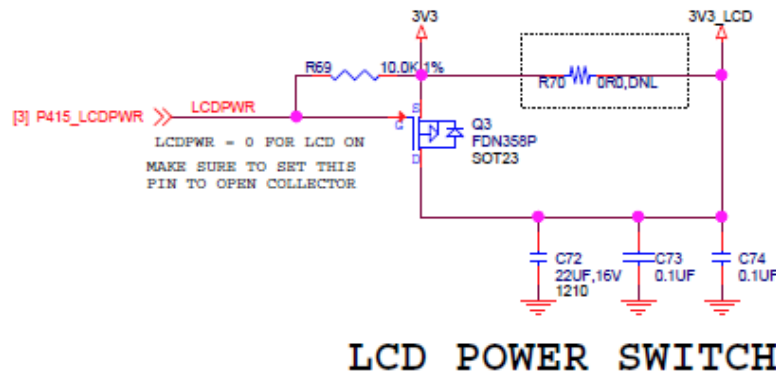 3V3
3V3_LCD
R69
10.0K,1%
R70
0R0,DNL
[3] P415_LCDPWR
LCDPWR
S
G
D
Q3
FDN358P
SOT23
LCDPWR = 0 FOR LCD ON
MAKE SURE TO SET THIS
PIN TO OPEN COLLECTOR
C72
22UF,16V
1210
C73
0.1UF
C74
0.1UF
LCD POWER SWITCH